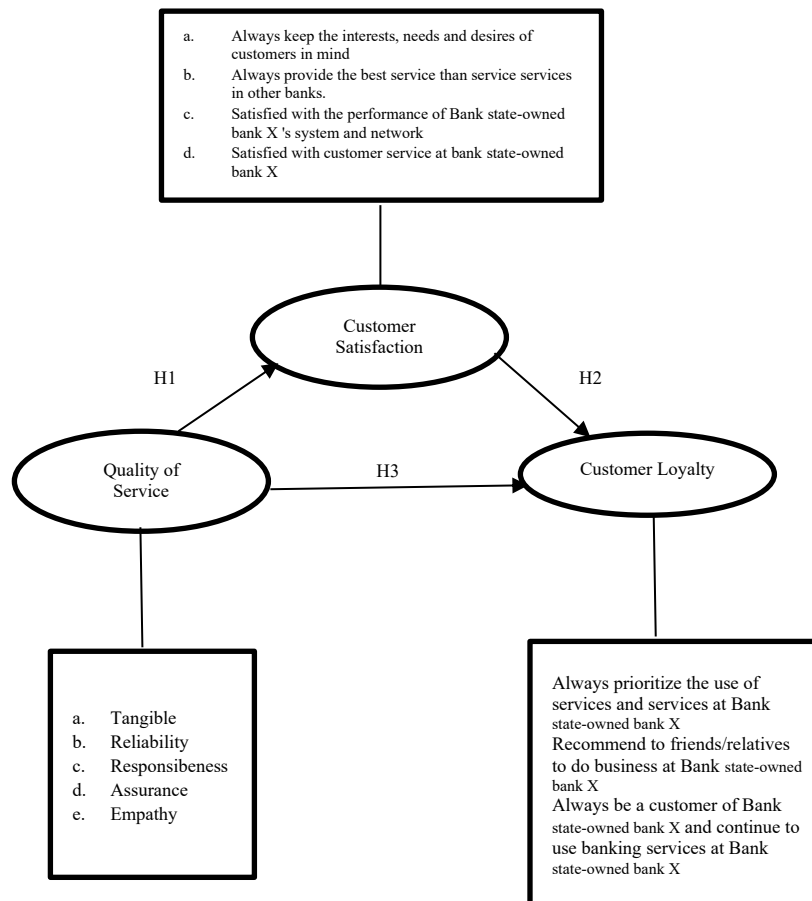 a. Always keep the interests, needs and desires of
customers in mind
b. Always provide the best service than service services
in other banks.
c. Satisfied with the performance of Bank state-owned
bank X 's system and network
d. Satisfied with customer service at bank state-owned
bank X
Customer
Satisfaction
H1
H2
Quality of
Service
H3
Customer Loyalty
a. Tangible
b. Reliability
c. Responsibeness
d. Assurance
e. Empathy
Always prioritize the use of
services and services at Bank
state-owned bank X
Recommend to friends/relatives
to do business at Bank state-owned
bank X
Always be a customer of Bank
state-owned bank X and continue to
use banking services at Bank
state-owned bank X